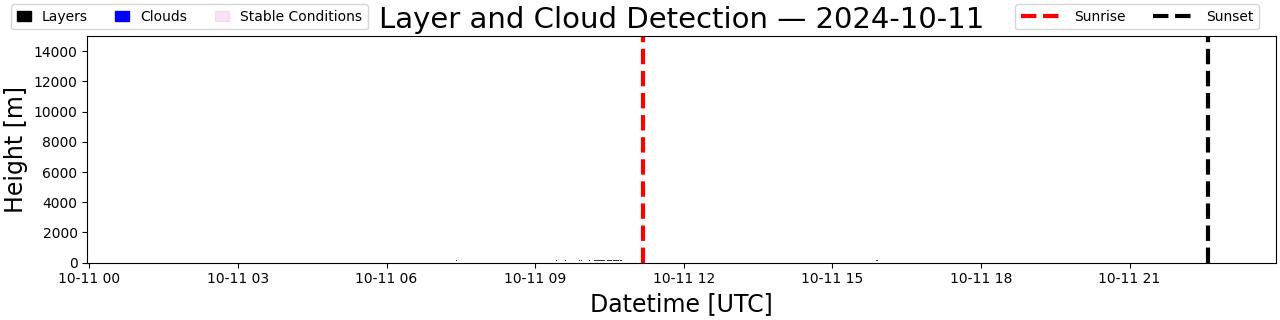 Layers Clouds Stable Conditions Layer and Cloud Detection — 2024-10-11 Sunrise Sunset
Height [m]
14000
12000
10000
8000
6000
4000
2000
0
10-11 00 10-11 03 10-11 06 10-11 09 10-11 12 10-11 15 10-11 18 10-11 21
Datetime [UTC]